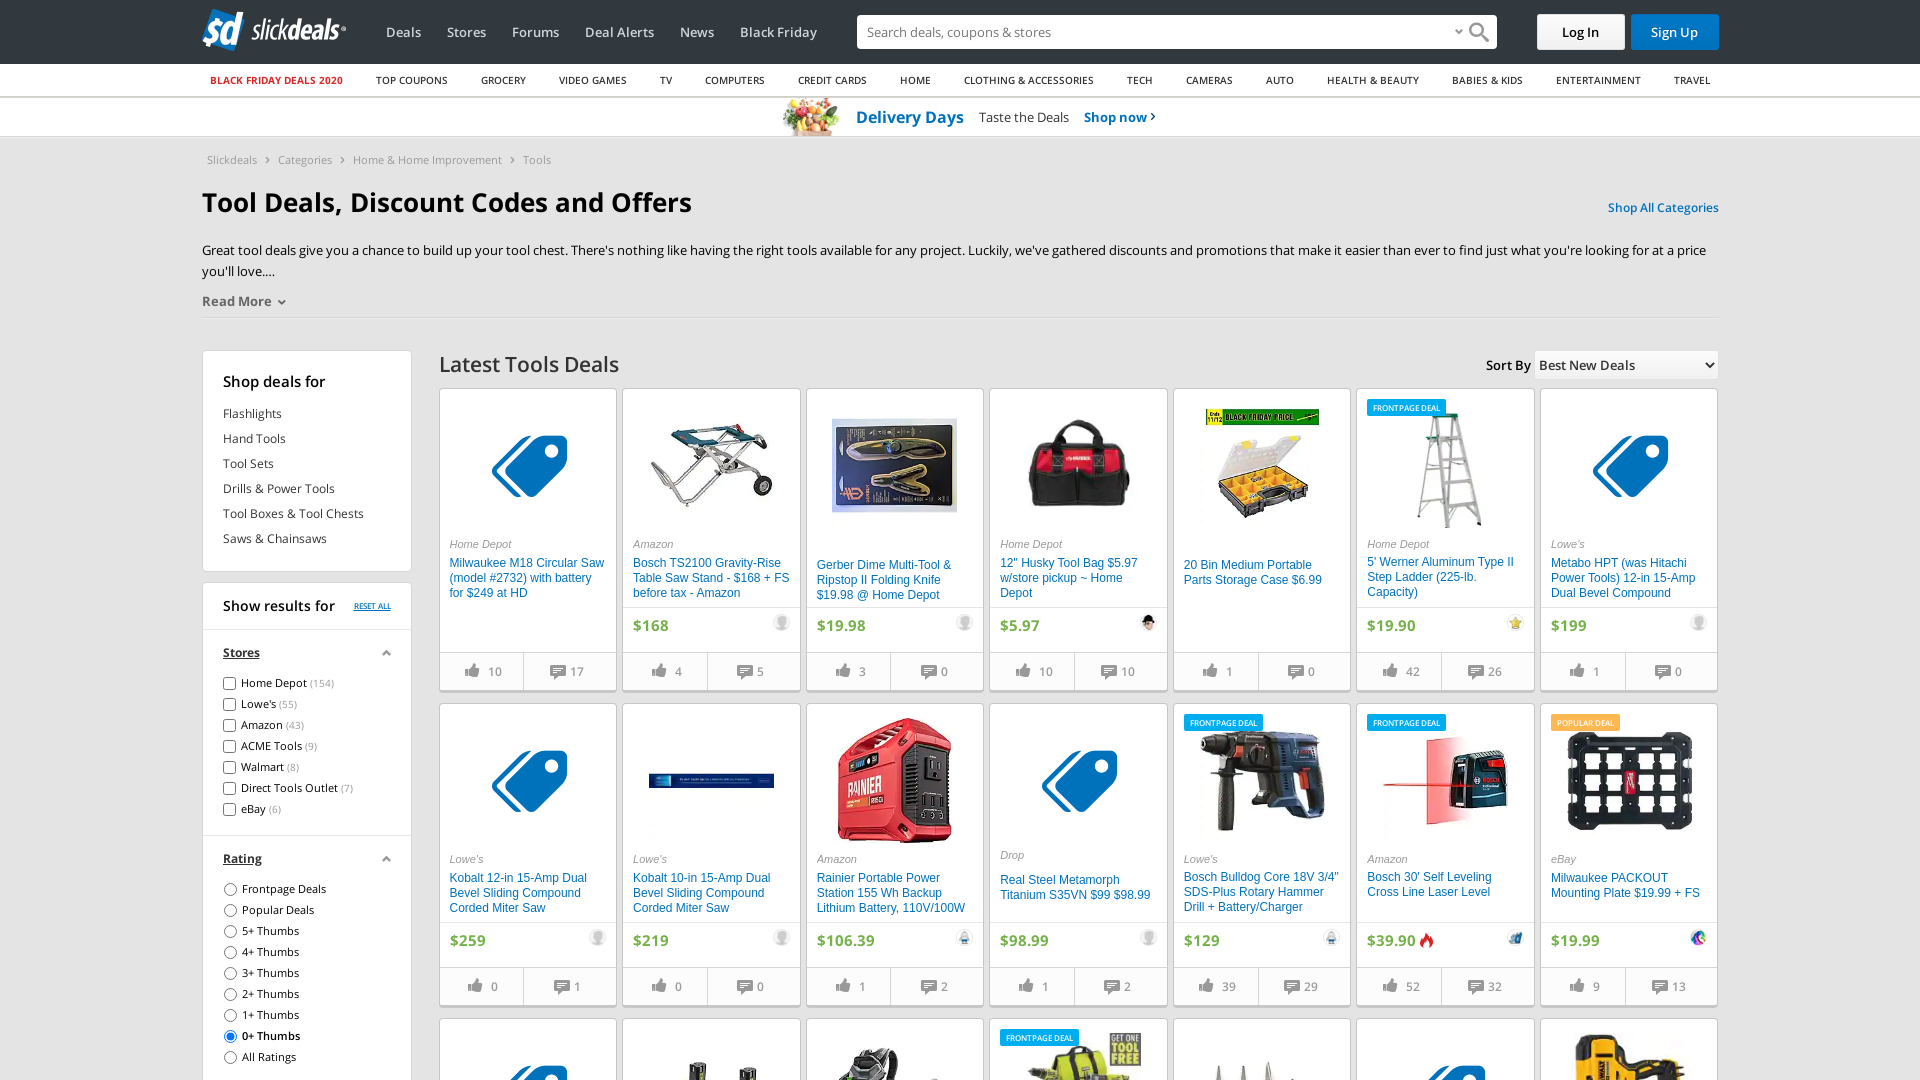 slickdeals
Deals
Stores
Forums
Deal Alerts
News
Black Friday
Search deals, coupons & stores
Log In
Sign Up
BLACK FRIDAY DEALS 2020
TOP COUPONS
GROCERY
VIDEO GAMES
TV
COMPUTERS
CREDIT CARDS
HOME
CLOTHING & ACCESSORIES
TECH
CAMERAS
AUTO
HEALTH & BEAUTY
BABIES & KIDS
ENTERTAINMENT
TRAVEL
Delivery Days Taste the Deals Shop now
Slickdeals > Categories > Home & Home Improvement > Tools
Tool Deals, Discount Codes and Offers
Shop All Categories
Great tool deals give you a chance to build up your tool chest. There's nothing like having the right tools available for any project. Luckily, we've gathered discounts and promotions that make it easier than ever to find just what you're looking for at a price
you'll love....
Read More
Shop deals for
Flashlights
Hand Tools
Tool Sets
Drills & Power Tools
Tool Boxes & Tool Chests
Saws & Chainsaws
Show results for
RESET ALL
Stores
Home Depot (154)
Lowe's (55)
Amazon (43)
ACME Tools (9)
Walmart (8)
Direct Tools Outlet (7)
eBay (6)
Rating
Frontpage Deals
Popular Deals
5+ Thumbs
4+ Thumbs
3+ Thumbs
2+ Thumbs
1+ Thumbs
0+ Thumbs
All Ratings
Latest Tools Deals
Sort By Best New Deals
Home Depot
Milwaukee M18 Circular Saw
(model #2732) with battery
for $249 at HD
10
17
Amazon
Bosch TS2100 Gravity-Rise
Table Saw Stand - $168 + FS
before tax - Amazon
$168
4
5
Gerber Dime Multi-Tool &
Ripstop II Folding Knife
$19.98 @ Home Depot
$19.98
3
0
Home Depot
12" Husky Tool Bag $5.97
w/store pickup ~ Home
Depot
$5.97
10
10
Ends
11/12
BLACK FRIDAY PRICE
20 Bin Medium Portable
Parts Storage Case $6.99
1
0
FRONTPAGE DEAL
Home Depot
5' Werner Aluminum Type II
Step Ladder (225-lb.
Capacity)
$19.90
42
26
Lowe's
Metabo HPT (was Hitachi
Power Tools) 12-in 15-Amp
Dual Bevel Compound
$199
1
0
Lowe's
Kobalt 12-in 15-Amp Dual
Bevel Sliding Compound
Corded Miter Saw
$259
0
1
Lowe's
Kobalt 10-in 15-Amp Dual
Bevel Sliding Compound
Corded Miter Saw
$219
0
0
RAINIER
Amazon
Rainier Portable Power
Station 155 Wh Backup
Lithium Battery, 110V/100W
$106.39
1
2
Drop
Real Steel Metamorph
Titanium S35VN $99 $98.99
$98.99
1
2
FRONTPAGE DEAL
Lowe's
Bosch Bulldog Core 18V 3/4"
SDS-Plus Rotary Hammer
Drill + Battery/Charger
$129
39
29
FRONTPAGE DEAL
Amazon
Bosch 30' Self Leveling
Cross Line Laser Level
$39.90
52
32
POPULAR DEAL
eBay
Milwaukee PACKOUT
Mounting Plate $19.99 + FS
$19.99
9
13
FRONTPAGE DEAL
GET ONE
TOOL
FREE